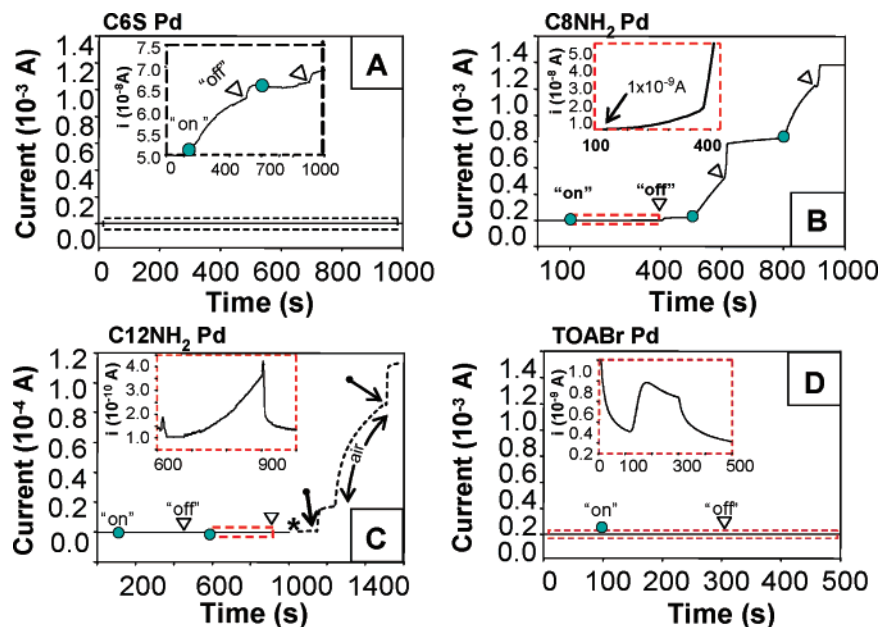 C6S Pd
A
Current (10⁻³ A)
1.4
1.2
1.0
0.8
0.6
0.4
0.2
0.0
0 200 400 600 800 1000
Time (s)
i (10⁻⁸A)
7.5
7.0
6.5
6.0
5.5
5.0
0 400 700 1000
"on"
"off"
C8NH₂ Pd
B
Current (10⁻³ A)
1.4
1.2
1.0
0.8
0.6
0.4
0.2
0.0
100 400 600 800 1000
Time (s)
i (10⁻⁸ A)
5.0
4.0
3.0
2.0
1.0
100 400
1x10⁻⁹A
"on" "off"
C12NH₂ Pd
C
Current (10⁻⁴ A)
1.2
1.0
0.8
0.6
0.4
0.2
0.0
200 600 1000 1400
Time (s)
i (10⁻¹⁰ A)
4.0
3.0
2.0
1.0
600 900
"on" "off"
*
air
TOABr Pd
D
Current (10⁻³ A)
1.4
1.2
1.0
0.8
0.6
0.4
0.2
0.0
0 100 200 300 400 500
Time (s)
i (10⁻⁹ A)
1.0
0.8
0.6
0.4
0.2
0 100 300 500
"on" "off"